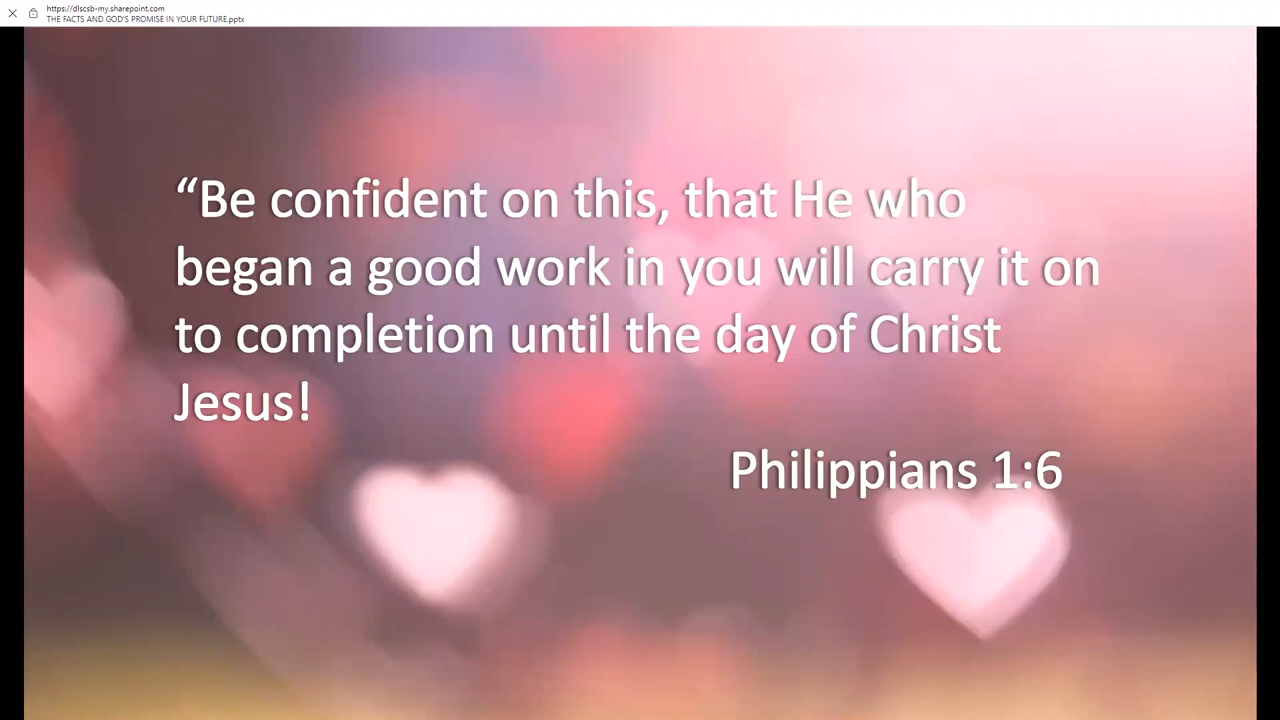 https://dlscsb-my.sharepoint.com
THE FACTS AND GOD'S PROMISE IN YOUR FUTURE.pptx
“Be confident on this, that He who
began a good work in you will carry it on
to completion until the day of Christ
Jesus!
Philippians 1:6